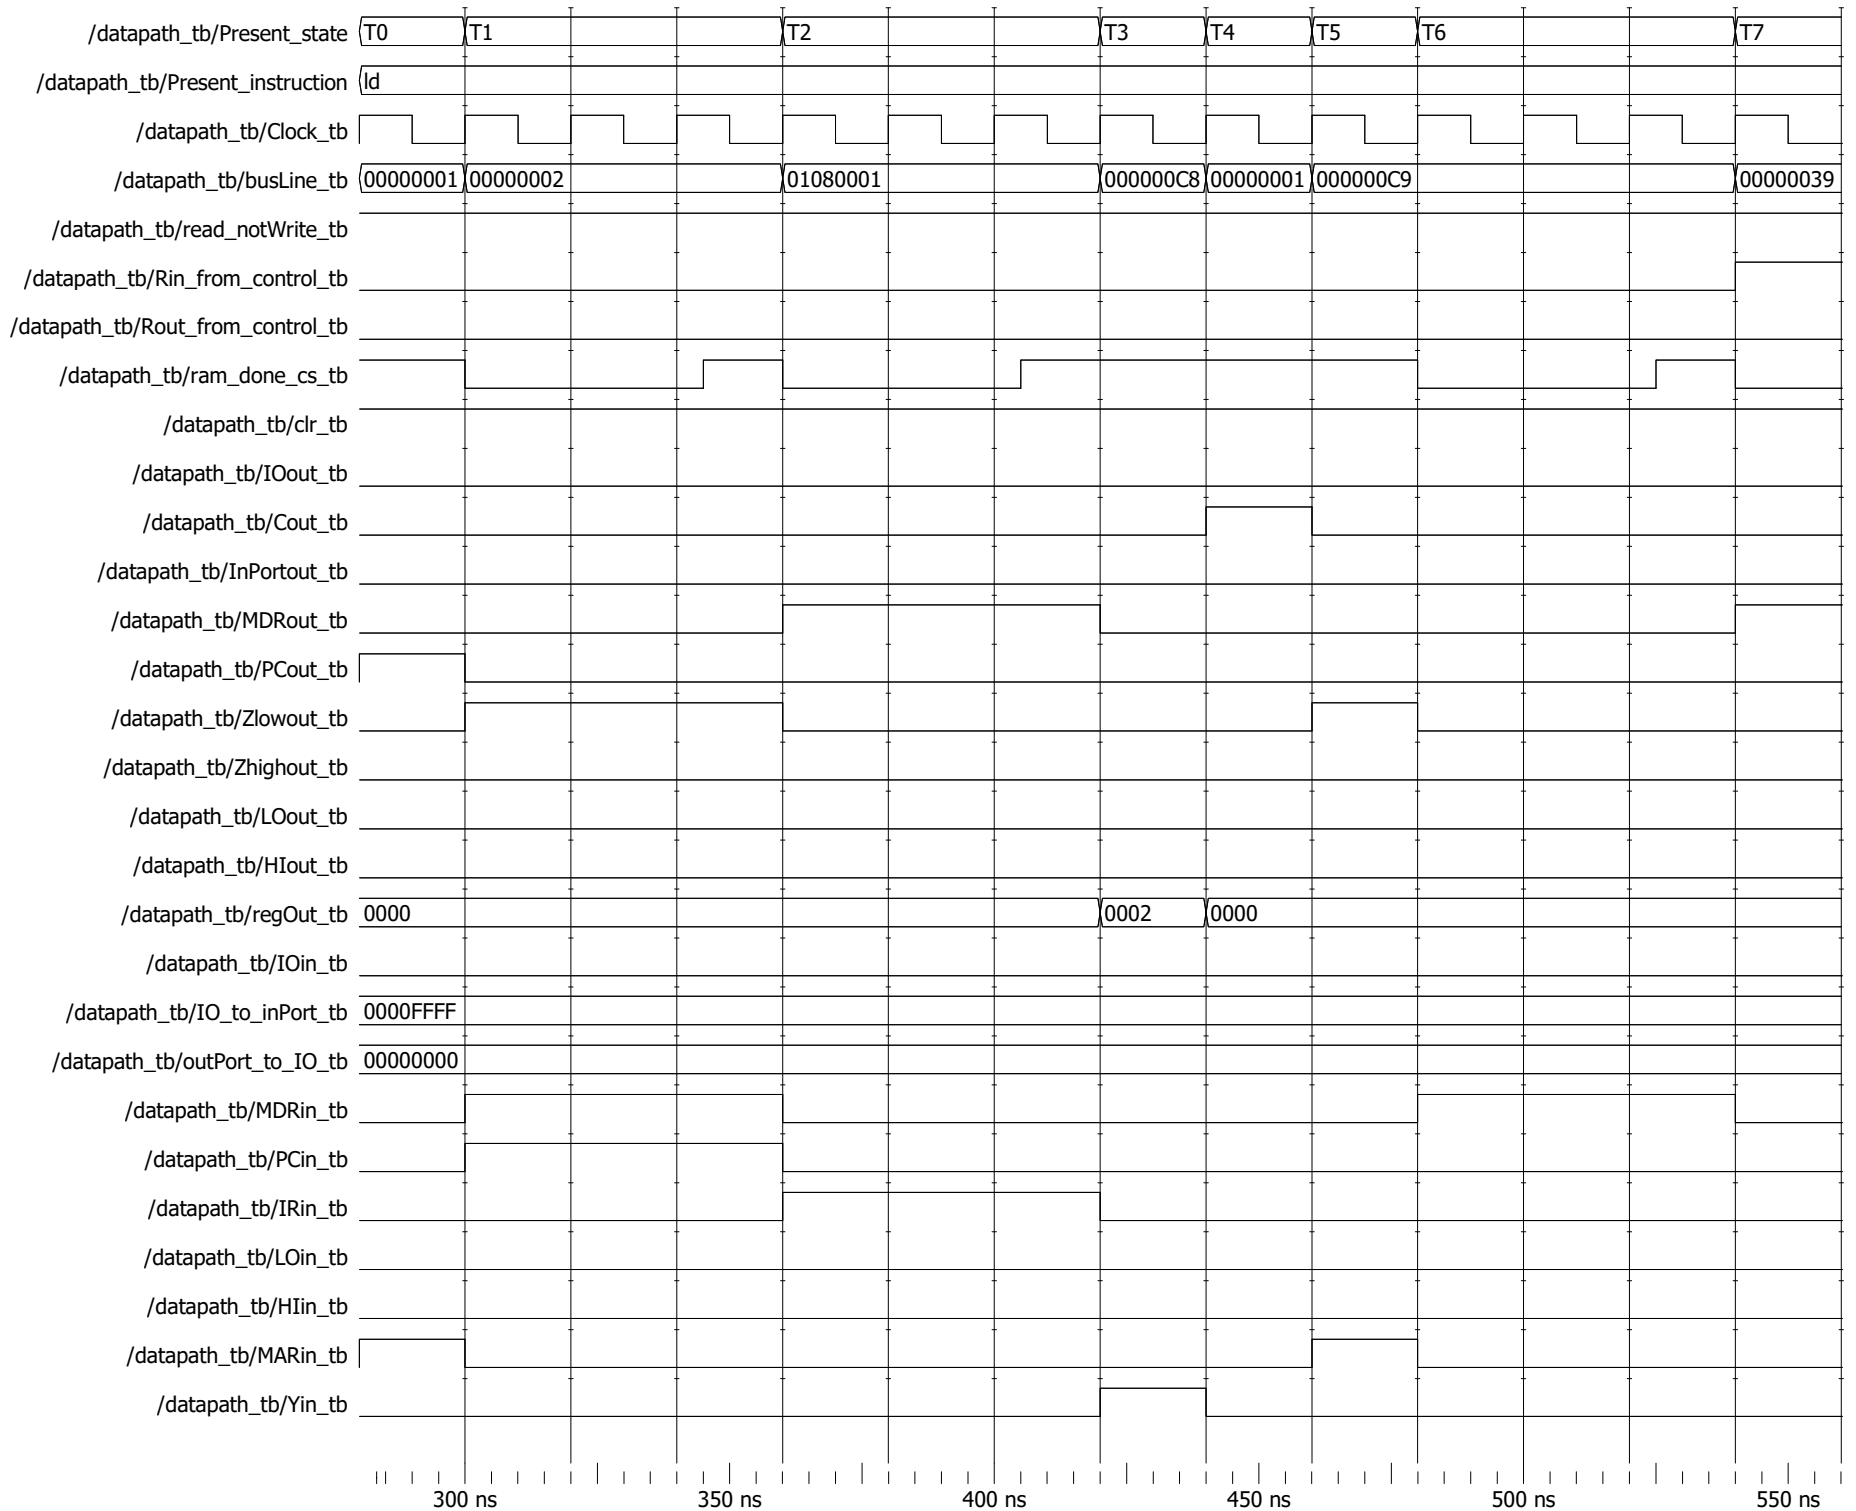 /datapath_tb/Present_state T0 T1 T2 T3 T4 T5 T6 T7
/datapath_tb/Present_instruction ld
/datapath_tb/Clock_tb
/datapath_tb/busLine_tb 00000001 00000002 01080001 000000C8 00000001 000000C9 00000039
/datapath_tb/read_notWrite_tb
/datapath_tb/Rin_from_control_tb
/datapath_tb/Rout_from_control_tb
/datapath_tb/ram_done_cs_tb
/datapath_tb/clr_tb
/datapath_tb/IOout_tb
/datapath_tb/Cout_tb
/datapath_tb/InPortout_tb
/datapath_tb/MDRout_tb
/datapath_tb/PCout_tb
/datapath_tb/Zlowout_tb
/datapath_tb/Zhighout_tb
/datapath_tb/LOout_tb
/datapath_tb/HIout_tb
/datapath_tb/regOut_tb 0000 0002 0000
/datapath_tb/IOin_tb
/datapath_tb/IO_to_inPort_tb 0000FFFF
/datapath_tb/outPort_to_IO_tb 00000000
/datapath_tb/MDRin_tb
/datapath_tb/PCin_tb
/datapath_tb/IRin_tb
/datapath_tb/LOin_tb
/datapath_tb/HIin_tb
/datapath_tb/MARin_tb
/datapath_tb/Yin_tb
300 ns 350 ns 400 ns 450 ns 500 ns 550 ns